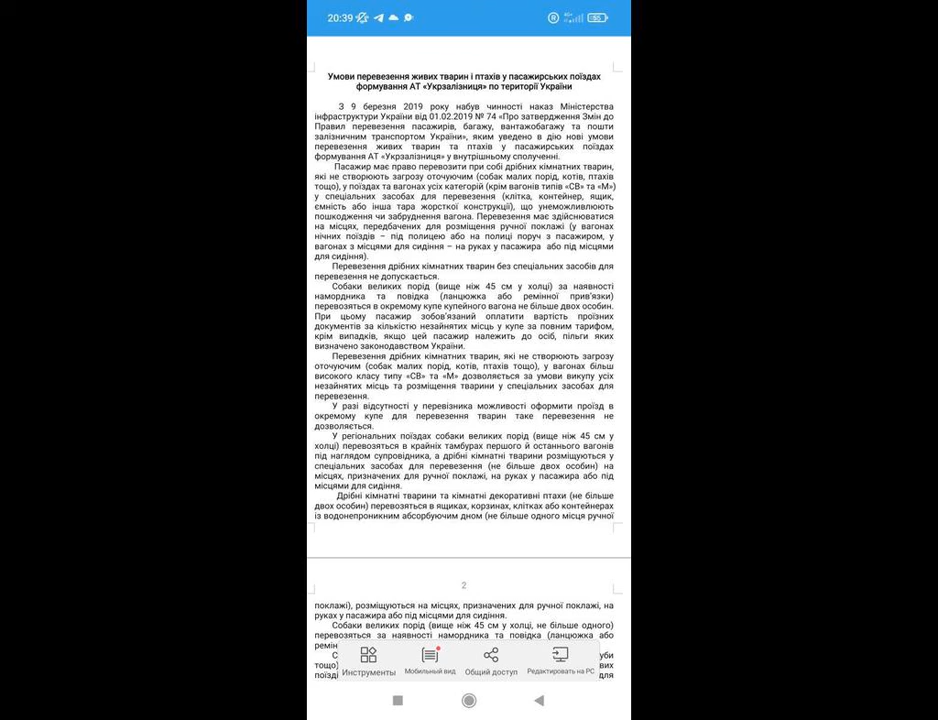 20:39
Умови перевезення живих тварин і птахів у пасажирських поїздах
формування АТ «Укрзалізниця» по території України
З 9 березня 2019 року набув чинності наказ Міністерства
інфраструктури України від 01.02.2019 № 74 «Про затвердження Змін до
Правил перевезення пасажирів, багажу, вантажобагажу та пошти
залізничним транспортом України», яким уведено в дію нові умови
перевезення живих тварин та птахів у пасажирських поїздах
формування АТ «Укрзалізниця» у внутрішньому сполученні.
Пасажир має право перевозити при собі дрібних кімнатних тварин,
які не створюють загрозу оточуючим (собак малих порід, котів, птахів
тощо), у поїздах та вагонах усіх категорій (крім вагонів типів «СВ» та «М»)
у спеціальних засобах для перевезення (клітка, контейнер, ящик,
ємність або інша тара жорсткої конструкції), що унеможливлюють
пошкодження чи забруднення вагона. Перевезення має здійснюватися
на місцях, передбачених для розміщення ручної поклажі (у вагонах
нічних поїздів – під полицею або на полиці поруч з пасажиром, у
вагонах з місцями для сидіння – на руках у пасажира або під місцями
для сидіння).
Перевезення дрібних кімнатних тварин без спеціальних засобів для
перевезення не допускається.
Собаки великих порід (вище ніж 45 см у холці) за наявності
намордника та повідка (ланцюжка або ремінної прив'язки)
перевозяться в окремому купе купейного вагона не більше двох особин.
При цьому пасажир зобов'язаний оплатити вартість проїзних
документів за кількістю незайнятих місць у купе за повним тарифом,
крім випадків, якщо цей пасажир належить до осіб, пільги яких
визначено законодавством України.
Перевезення дрібних кімнатних тварин, які не створюють загрозу
оточуючим (собак малих порід, котів, птахів тощо), у вагонах більш
високого класу типу «СВ» та «М» дозволяється за умови викупу усіх
незайнятих місць та розміщення тварини у спеціальних засобах для
перевезення.
У разі відсутності у перевізника можливості оформити проїзд в
окремому купе для перевезення тварин таке перевезення не
дозволяється.
У регіональних поїздах собаки великих порід (вище ніж 45 см у
холці) перевозяться в крайніх тамбурах першого й останнього вагонів
під наглядом супровідника, а дрібні кімнатні тварини розміщуються у
спеціальних засобах для перевезення (не більше двох особин) на
місцях, призначених для ручної поклажі, на руках у пасажира або під
місцями для сидіння.
Дрібні кімнатні тварини та кімнатні декоративні птахи (не більше
двох особин) перевозяться в ящиках, корзинах, клітках або контейнерах
із водонепроникним абсорбуючим дном (не більше одного місця ручної
2
поклажі), розміщуються на місцях, призначених для ручної поклажі, на
руках у пасажира або під місцями для сидіння.
Собаки великих порід (вище ніж 45 см у холці, не більше одного)
перевозяться за наявності намордника та повідка (ланцюжка або
ремін
С уби
тощо) вих
поїзді для
Инструменты Мобильный вид Общий доступ Редактировать на PC